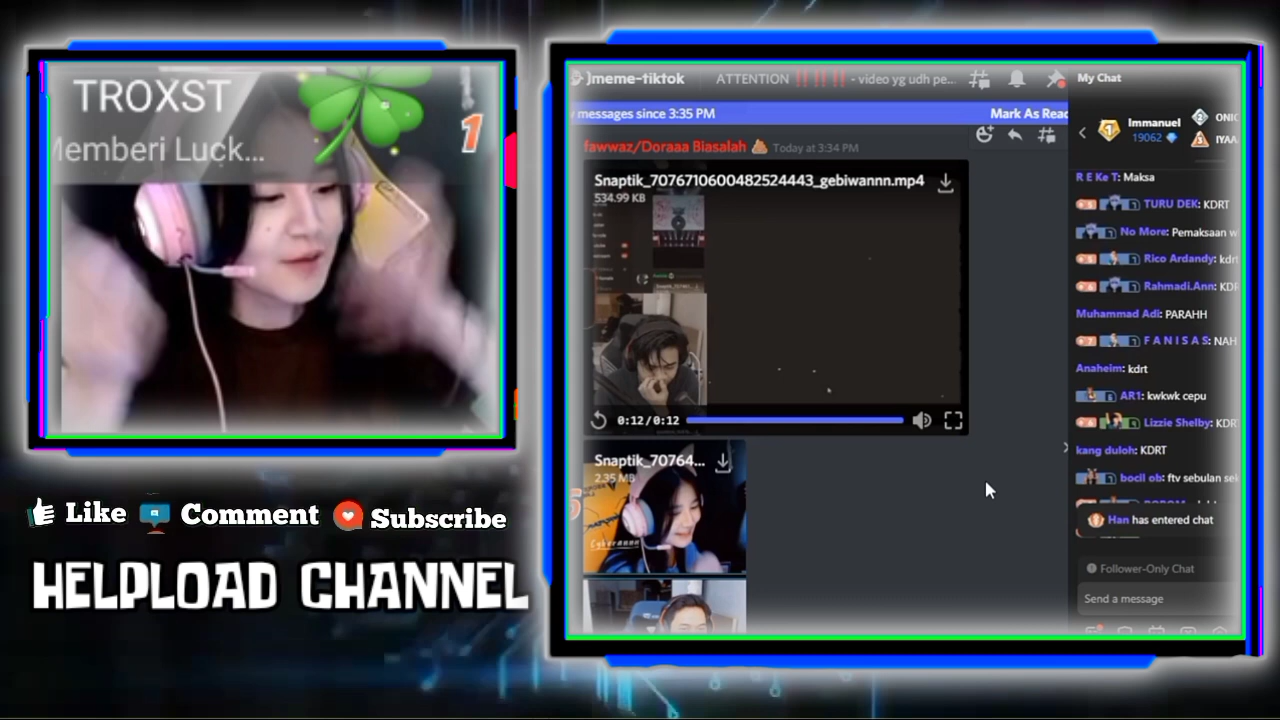 TROXST
Memberi Luck...
1
Like
Comment
Subscribe
HELPLOAD CHANNEL
)meme-tiktok
ATTENTION ‼️‼️‼️ - video yg udh pe...
messages since 3:35 PM
Mark As Read
fawwaz/Doraaa Biasalah 💩 Today at 3:34 PM
Snaptik_7076710600482524443_gebiwannn.mp4
534.99 KB
0:12/0:12
Snaptik_70764...
2.35 MB
My Chat
Immanuel
19062
ONIC
IYAA
R E Ke T: Maksa
TURU DEK: KDRT
No More: Pemaksaan w
Rico Ardandy: kdrt
Rahmadi.Ann: KDR
Muhammad Adi: PARAHH
F A N I S A S: NAH
Anaheim: kdrt
AR1: kwkwk cepu
Lizzie Shelby: KDR
kang duloh: KDRT
bocil ob: ftv sebulan sek
Han has entered chat
Follower-Only Chat
Send a message